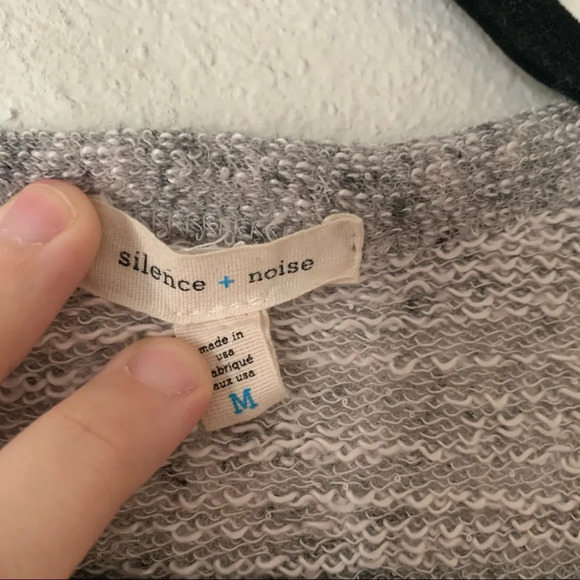 silence + noise
made in
usa
fabriqué
aux usa
M